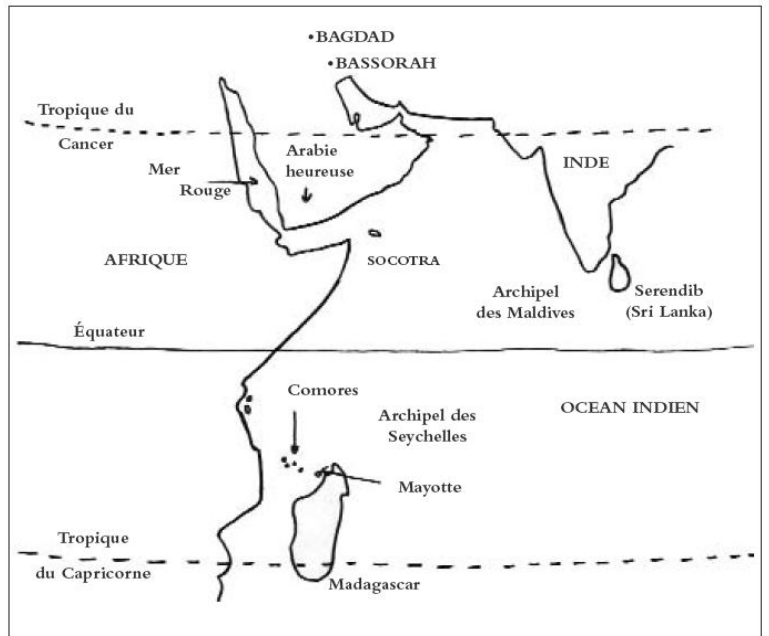 •BAGDAD
•BASSORAH
Tropique du
Cancer
Arabie
heureuse
Mer
Rouge
INDE
AFRIQUE
SOCOTRA
Archipel
des Maldives
Serendib
(Sri Lanka)
Équateur
Comores
Archipel des
Seychelles
OCEAN INDIEN
Mayotte
Tropique
du Capricorne
Madagascar